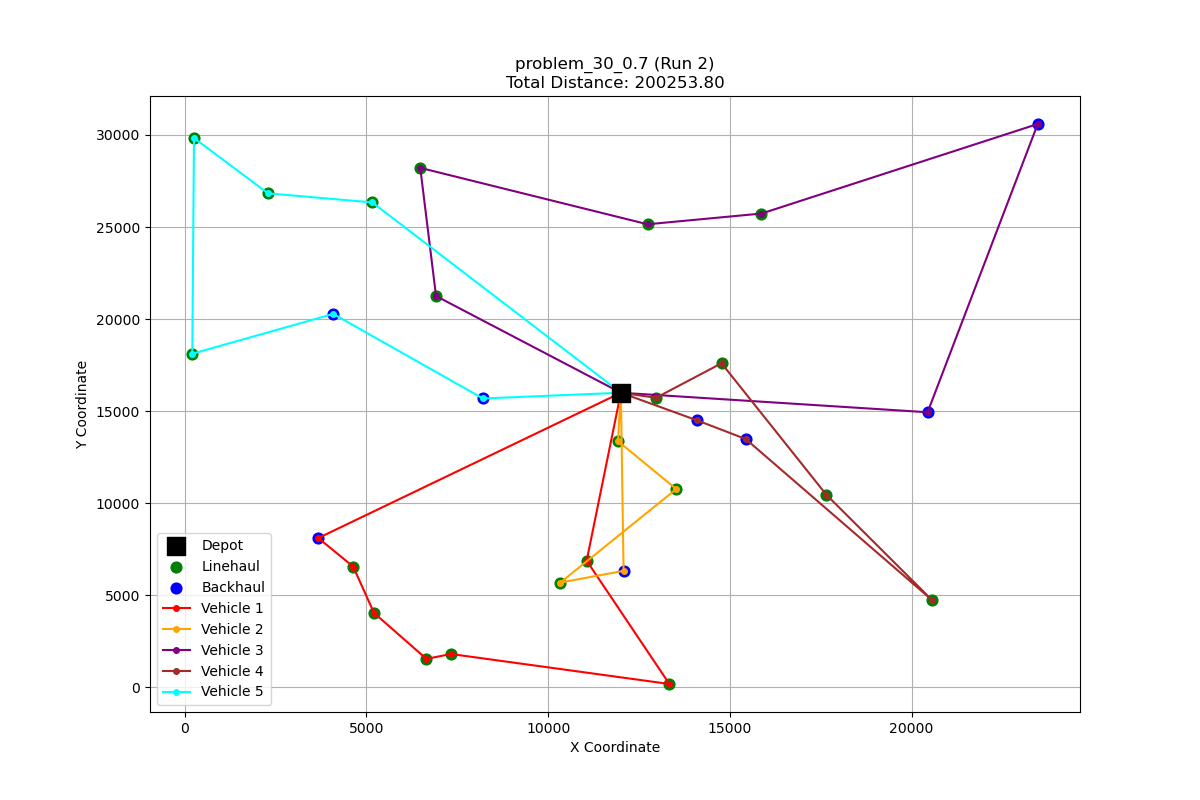 problem_30_0.7 (Run 2)
Total Distance: 200253.80
Y Coordinate
30000
25000
20000
15000
10000
5000
0
Depot
Linehaul
Backhaul
Vehicle 1
Vehicle 2
Vehicle 3
Vehicle 4
Vehicle 5
0 5000 10000 15000 20000
X Coordinate